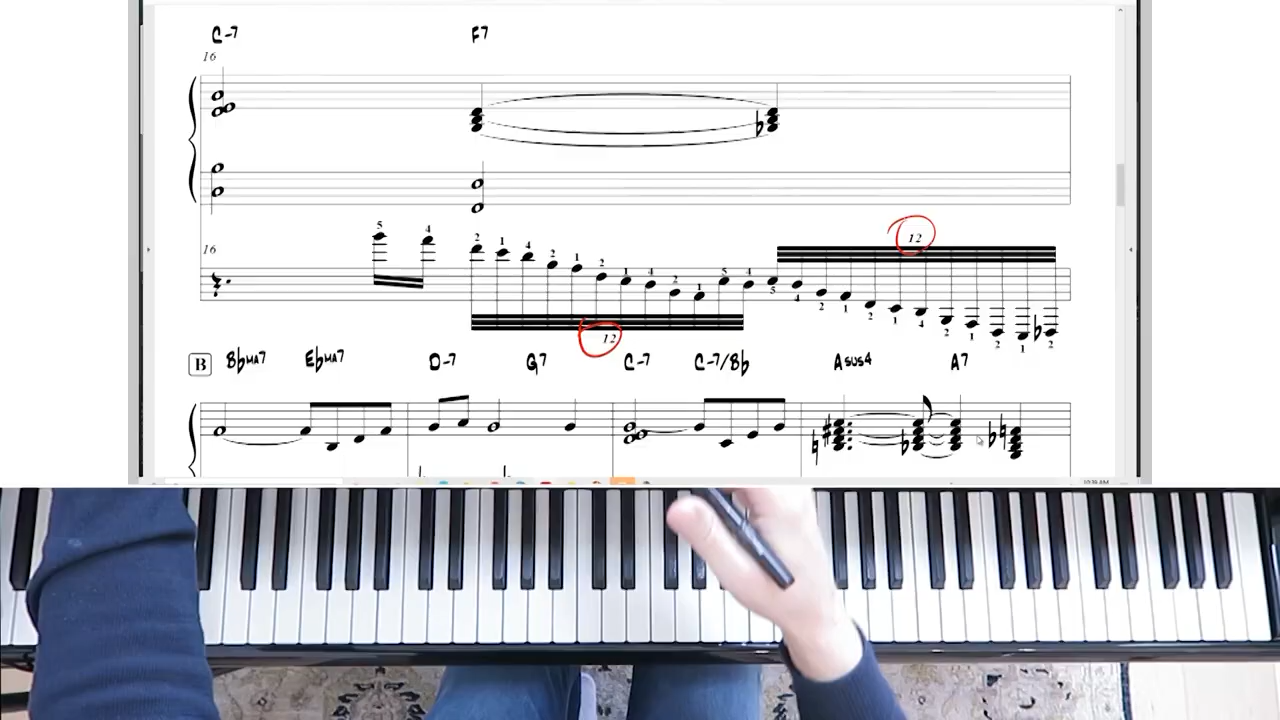 C-7 F7
16
5 4 2 1 4 2 1 2 1 4 2 1 5 4 12
16
5 4 2 1 2 1 4 2 1 2 1 2
12
B B♭MA7 E♭MA7 D-7 G7 C-7 C-7/B♭ ASUS4 A7